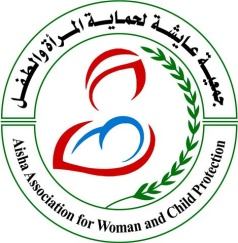 جمعية عايشة لحماية المرأة والطفل
Aisha Association for Woman and Child Protection